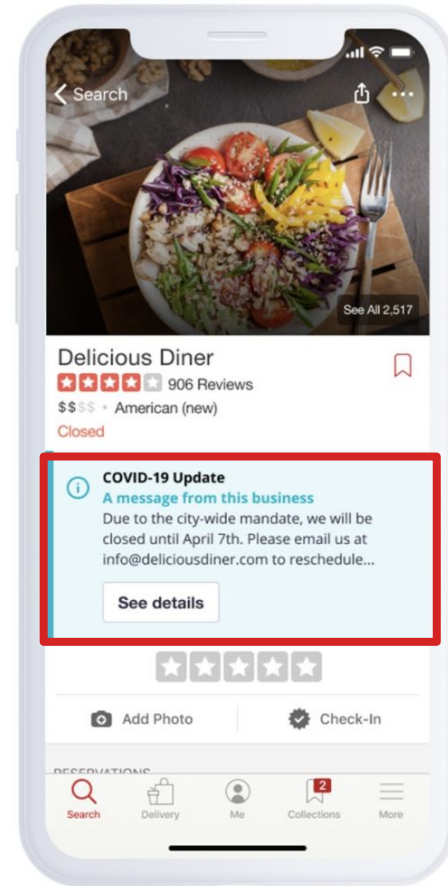 Search
See All 2,517
Delicious Diner
906 Reviews
$$$$ • American (new)
Closed
COVID-19 Update
A message from this business
Due to the city-wide mandate, we will be
closed until April 7th. Please email us at
info@deliciousdiner.com to reschedule...
See details
Add Photo
Check-In
RESERVATIONS
2
Search
Delivery
Me
Collections
More